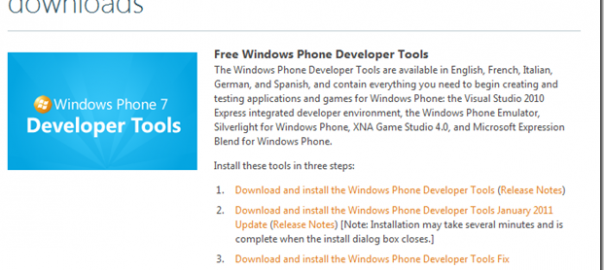 downloads
Free Windows Phone Developer Tools
The Windows Phone Developer Tools are available in English, French, Italian,
German, and Spanish, and contain everything you need to begin creating and
testing applications and games for Windows Phone: the Visual Studio 2010
Express integrated developer environment, the Windows Phone Emulator,
Silverlight for Windows Phone, XNA Game Studio 4.0, and Microsoft Expression
Blend for Windows Phone.
Windows Phone 7
Developer Tools
Install these tools in three steps:
1. Download and install the Windows Phone Developer Tools (Release Notes)
2. Download and install the Windows Phone Developer Tools January 2011
Update (Release Notes) [Note: Installation may take several minutes and is
complete when the install dialog box closes.]
3. Download and install the Windows Phone Developer Tools Fix